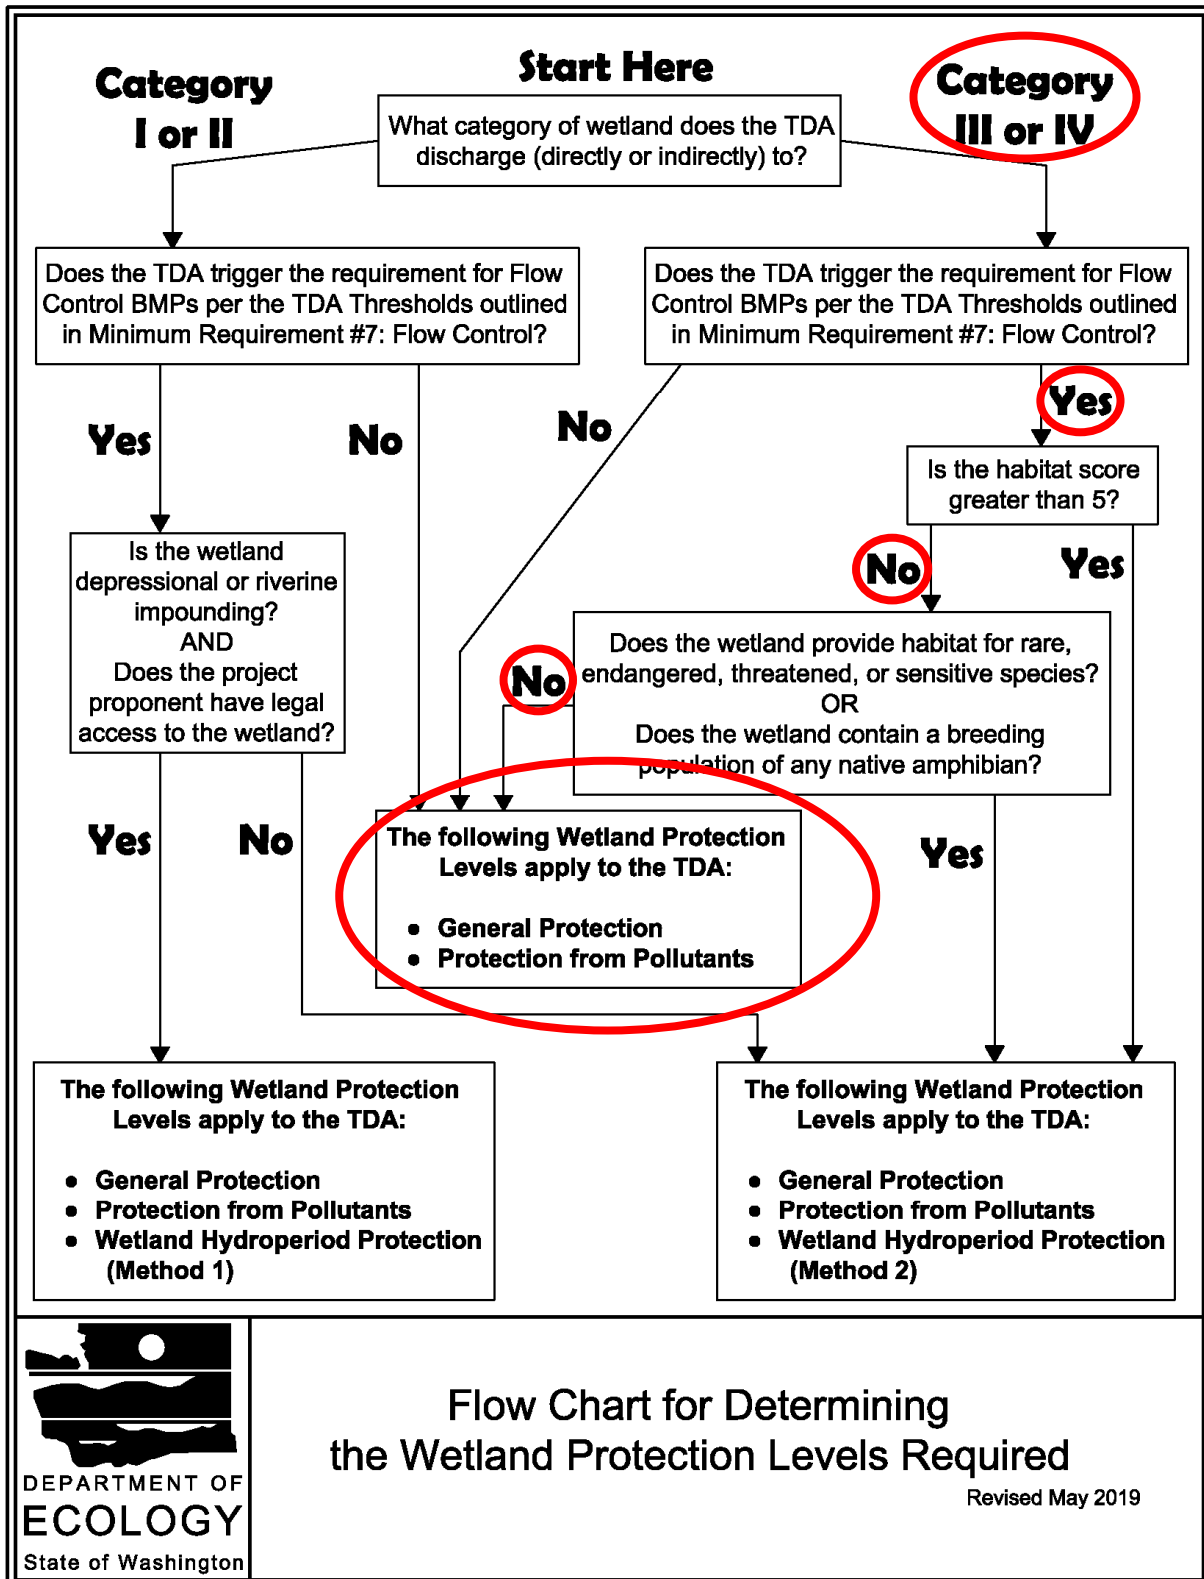 Start Here
Category
I or II
Category
III or IV
What category of wetland does the TDA
discharge (directly or indirectly) to?
Does the TDA trigger the requirement for Flow
Control BMPs per the TDA Thresholds outlined
in Minimum Requirement #7: Flow Control?
Does the TDA trigger the requirement for Flow
Control BMPs per the TDA Thresholds outlined
in Minimum Requirement #7: Flow Control?
Yes
No
No
Yes
Is the habitat score
greater than 5?
Is the wetland
depressional or riverine
impounding?
AND
Does the project
proponent have legal
access to the wetland?
No
Yes
Does the wetland provide habitat for rare,
endangered, threatened, or sensitive species?
OR
Does the wetland contain a breeding
population of any native amphibian?
No
Yes
No
Yes
The following Wetland Protection
Levels apply to the TDA:
● General Protection
● Protection from Pollutants
The following Wetland Protection
Levels apply to the TDA:
● General Protection
● Protection from Pollutants
● Wetland Hydroperiod Protection
(Method 1)
The following Wetland Protection
Levels apply to the TDA:
● General Protection
● Protection from Pollutants
● Wetland Hydroperiod Protection
(Method 2)
DEPARTMENT OF
ECOLOGY
State of Washington
Flow Chart for Determining
the Wetland Protection Levels Required
Revised May 2019